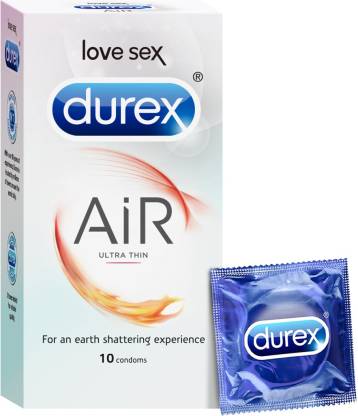 love sex
durex®
AiR
ULTRA THIN
For an earth shattering experience
10 condoms
durex